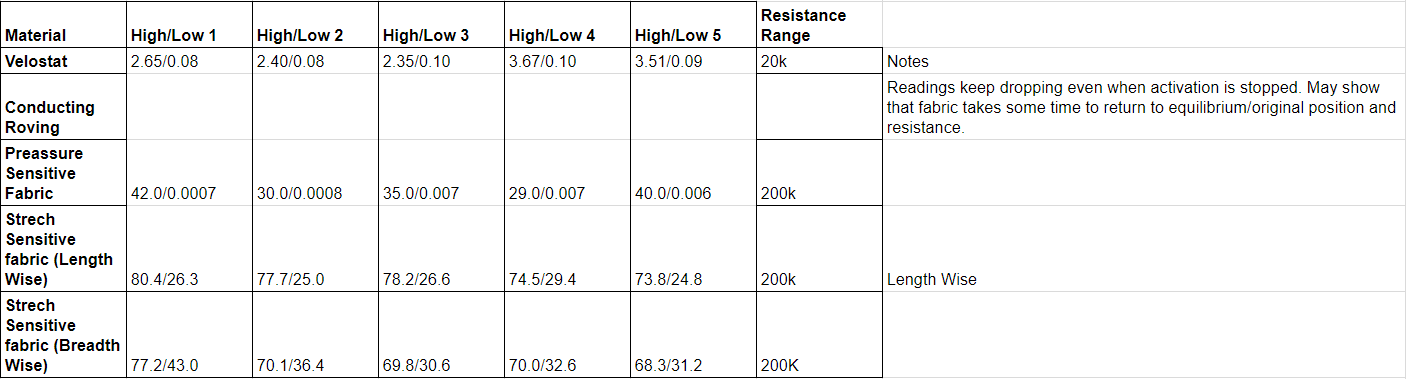 Material High/Low 1 High/Low 2 High/Low 3 High/Low 4 High/Low 5 Resistance Range
Velostat 2.65/0.08 2.40/0.08 2.35/0.10 3.67/0.10 3.51/0.09 20k Notes
Conducting Roving Readings keep dropping even when activation is stopped. May show
that fabric takes some time to return to equilibrium/original position and
resistance.
Preassure
Sensitive
Fabric 42.0/0.0007 30.0/0.0008 35.0/0.007 29.0/0.007 40.0/0.006 200k
Strech
Sensitive
fabric (Length
Wise) 80.4/26.3 77.7/25.0 78.2/26.6 74.5/29.4 73.8/24.8 200k Length Wise
Strech
Sensitive
fabric (Breadth
Wise) 77.2/43.0 70.1/36.4 69.8/30.6 70.0/32.6 68.3/31.2 200K